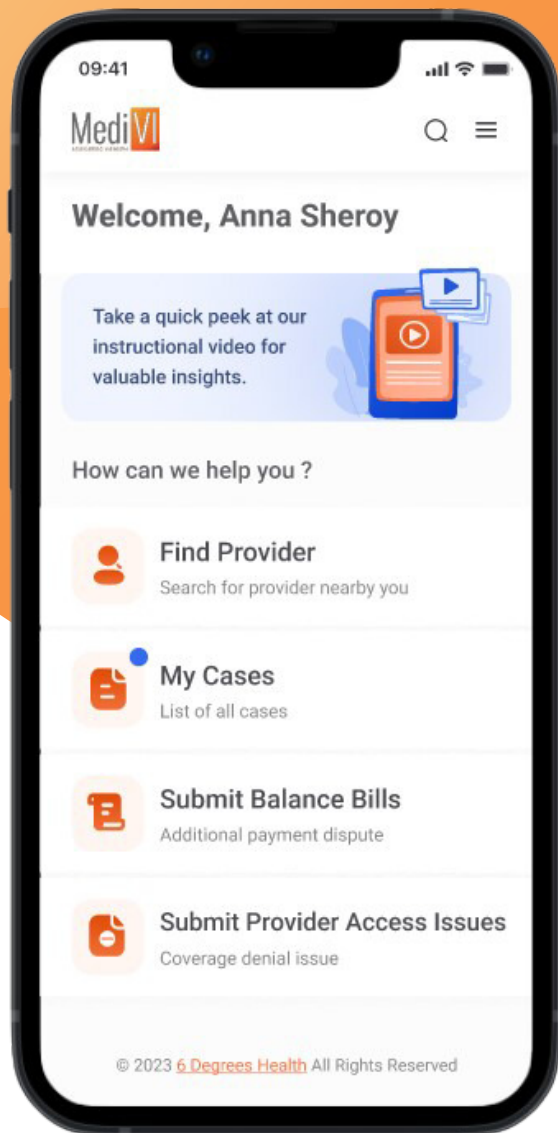 09:41
MediVI
Welcome, Anna Sheroy
Take a quick peek at our
instructional video for
valuable insights.
How can we help you ?
Find Provider
Search for provider nearby you
My Cases
List of all cases
Submit Balance Bills
Additional payment dispute
Submit Provider Access Issues
Coverage denial issue
© 2023 6 Degrees Health All Rights Reserved